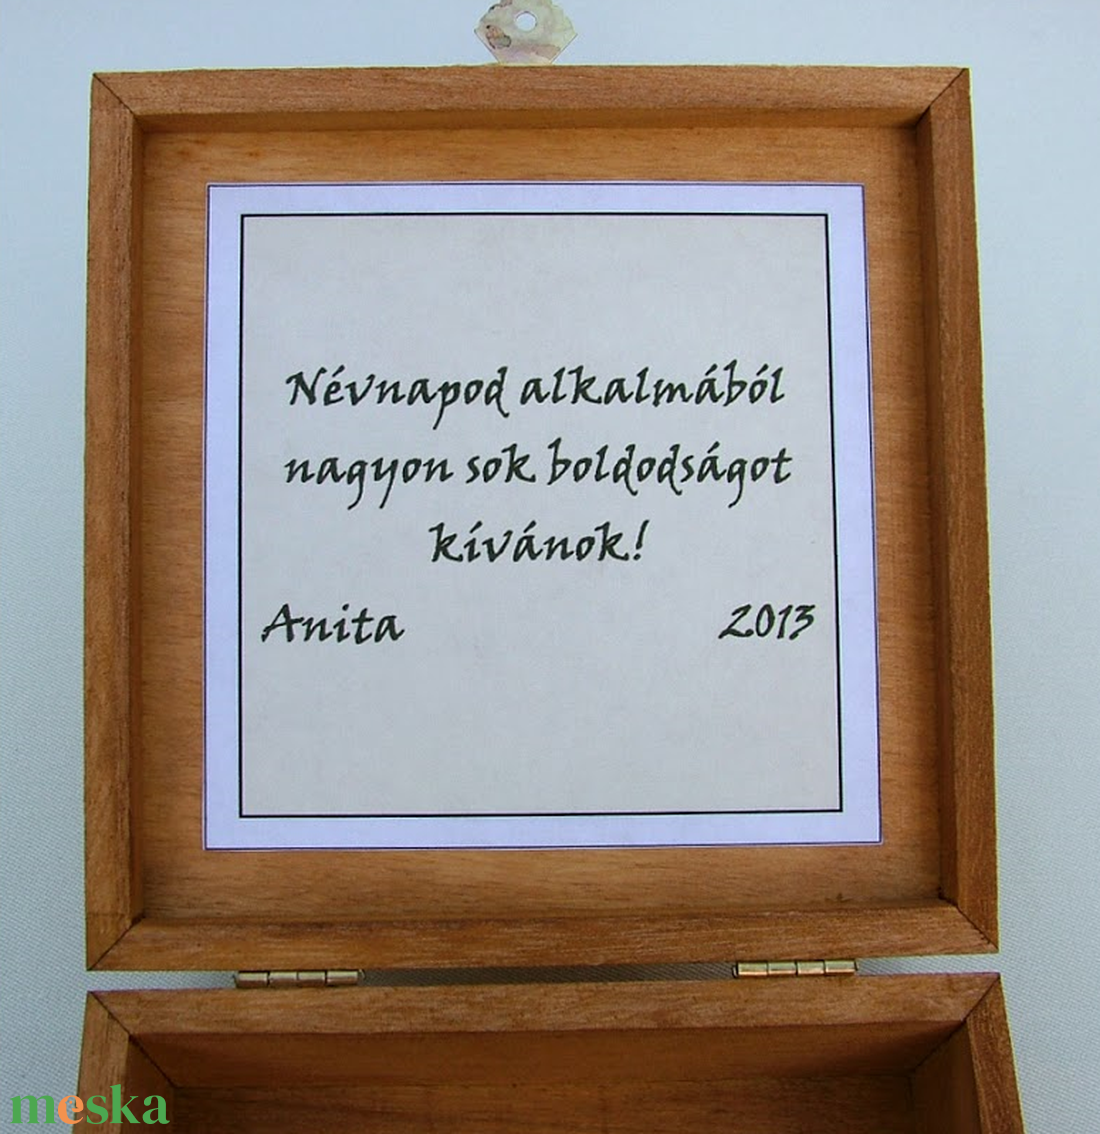 Névnapod alkalmából
nagyon sok boldodságot
kívánok!
Anita 2013
meska